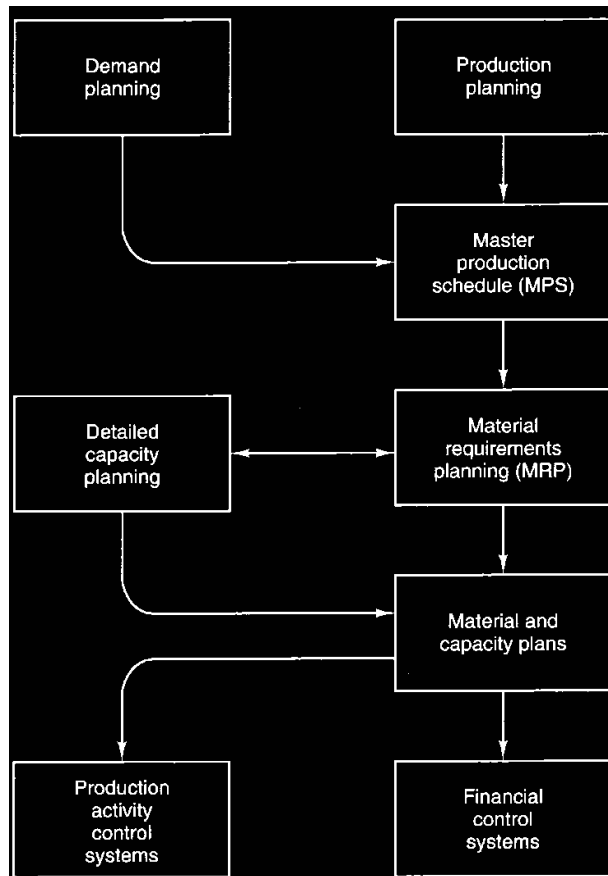 Demand
planning
Production
planning
Master
production
schedule (MPS)
Detailed
capacity
planning
Material
requirements
planning (MRP)
Material and
capacity plans
Production
activity
control
systems
Financial
control
systems